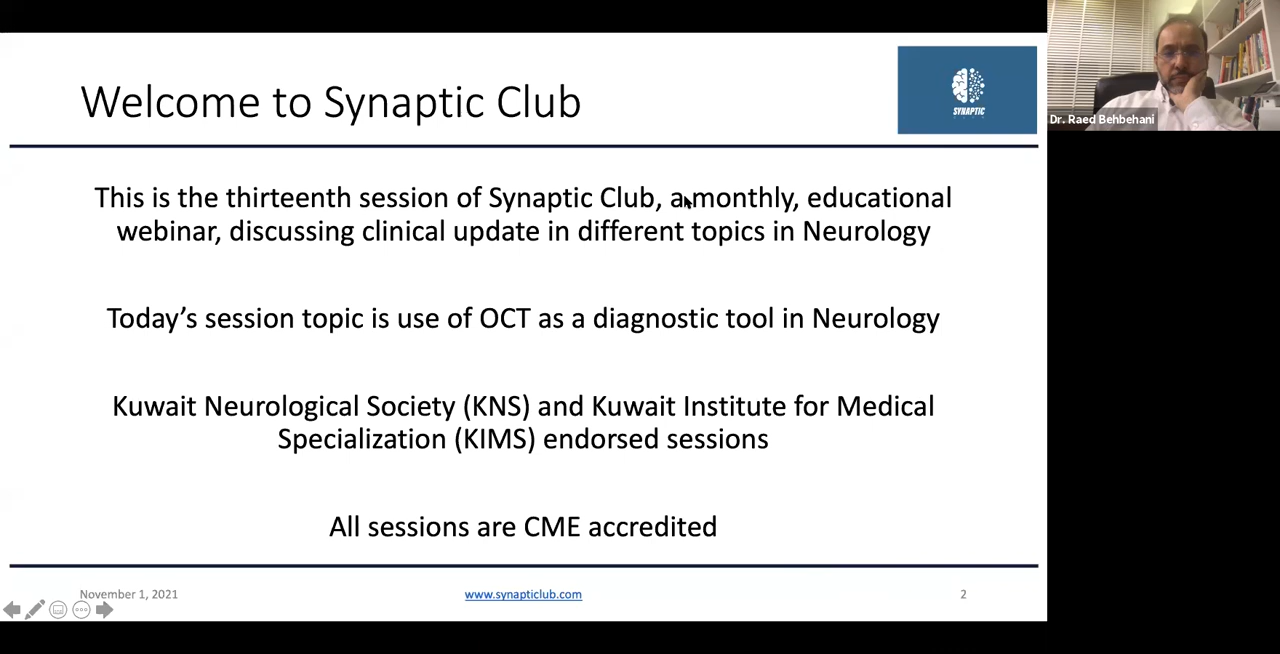 Welcome to Synaptic Club
SYNAPTIC
Dr. Raed Behbehani
This is the thirteenth session of Synaptic Club, a monthly, educational
webinar, discussing clinical update in different topics in Neurology
Today’s session topic is use of OCT as a diagnostic tool in Neurology
Kuwait Neurological Society (KNS) and Kuwait Institute for Medical
Specialization (KIMS) endorsed sessions
All sessions are CME accredited
November 1, 2021
www.synapticlub.com
2